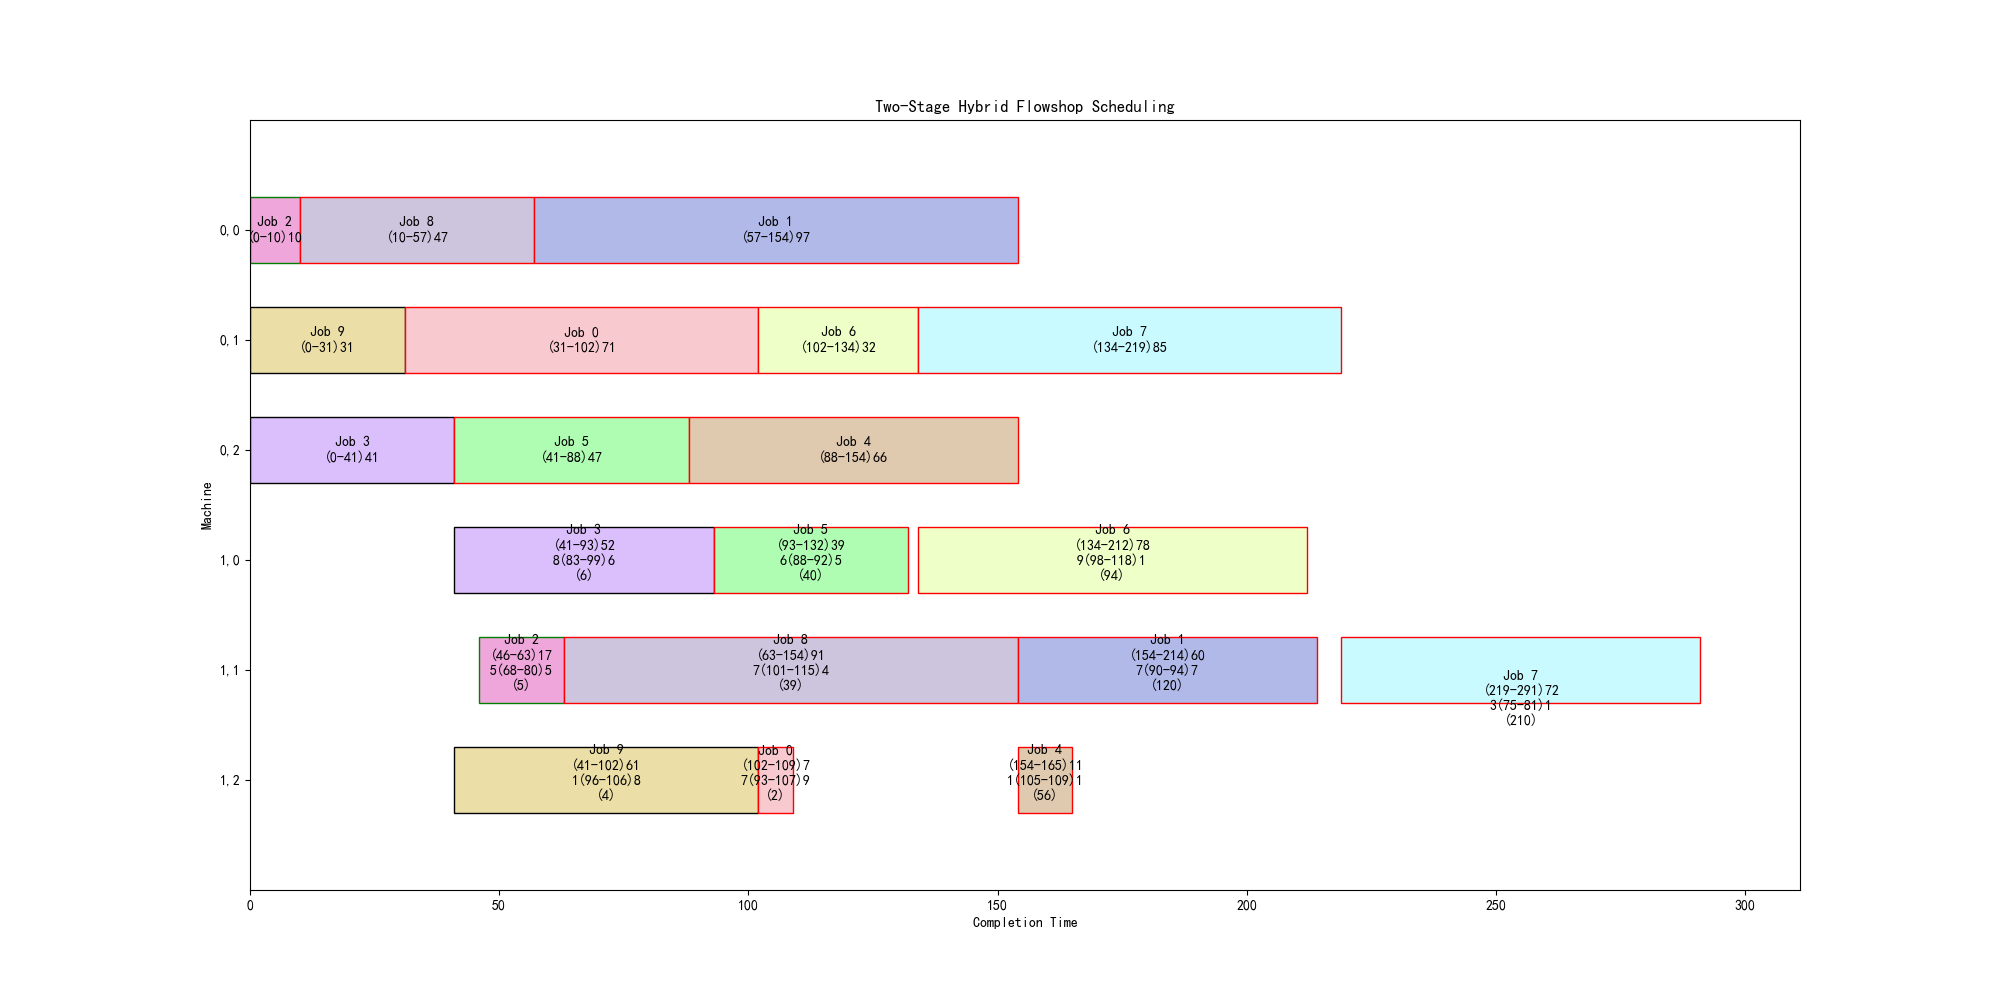 Two-Stage Hybrid Flowshop Scheduling
Machine
0,0
Job 2
(0-10)10
Job 8
(10-57)47
Job 1
(57-154)97
0,1
Job 9
(0-31)31
Job 0
(31-102)71
Job 6
(102-134)32
Job 7
(134-219)85
0,2
Job 3
(0-41)41
Job 5
(41-88)47
Job 4
(88-154)66
1,0
Job 3
(41-93)52
8(83-99)6
(6)
Job 5
(93-132)39
6(88-92)5
(40)
Job 6
(134-212)78
9(98-118)1
(94)
1,1
Job 2
(46-63)17
5(68-80)5
(5)
Job 8
(63-154)91
7(101-115)4
(39)
Job 1
(154-214)60
7(90-94)7
(120)
Job 7
(219-291)72
3(75-81)1
(210)
1,2
Job 9
(41-102)61
1(96-106)8
(4)
Job 0
(102-109)7
7(93-107)9
(2)
Job 4
(154-165)11
1(105-109)1
(56)
0
50
100
150
200
250
300
Completion Time